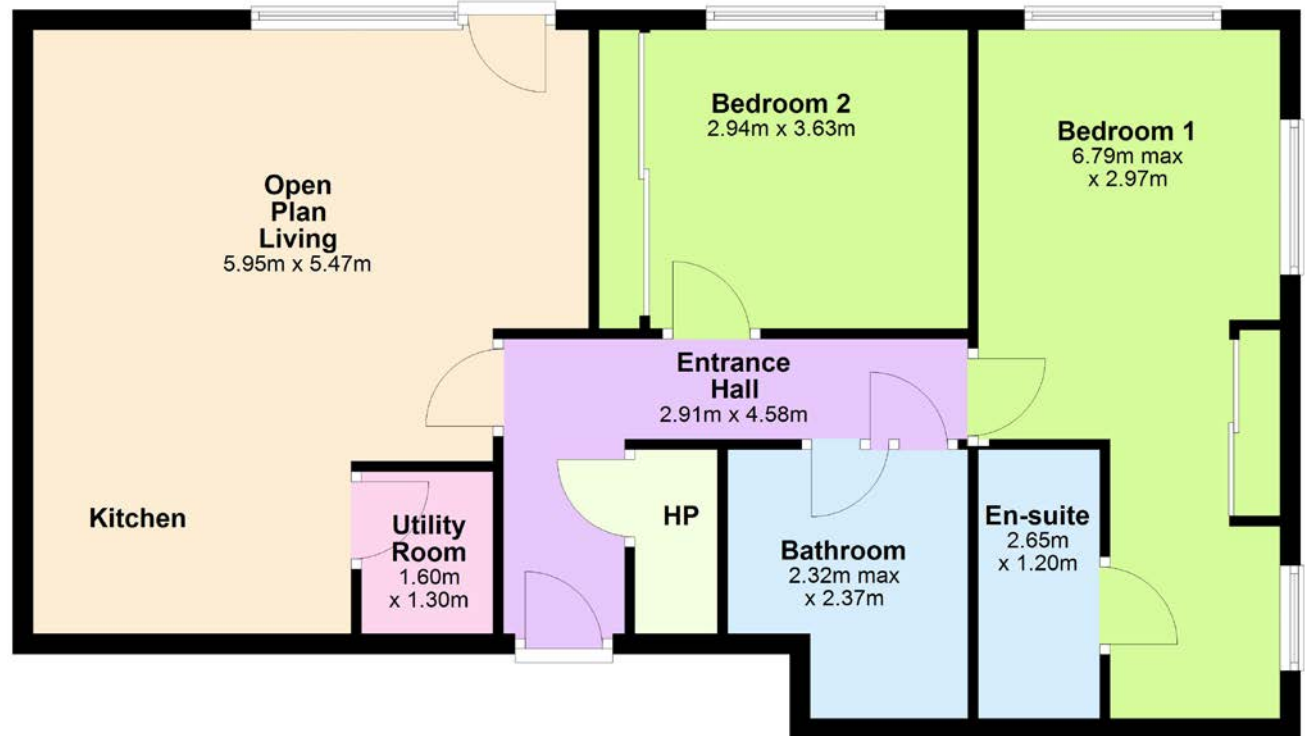 Open
Plan
Living
5.95m x 5.47m
Bedroom 2
2.94m x 3.63m
Bedroom 1
6.79m max
x 2.97m
Entrance
Hall
2.91m x 4.58m
Kitchen
Utility
Room
1.60m
x 1.30m
HP
Bathroom
2.32m max
x 2.37m
En-suite
2.65m
x 1.20m